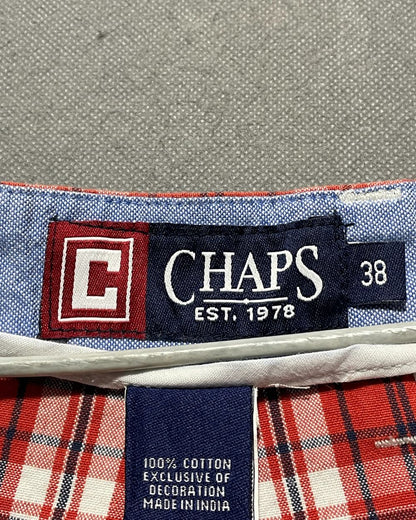 C
CHAPS
EST. 1978
38
100% COTTON
EXCLUSIVE OF
DECORATION
MADE IN INDIA